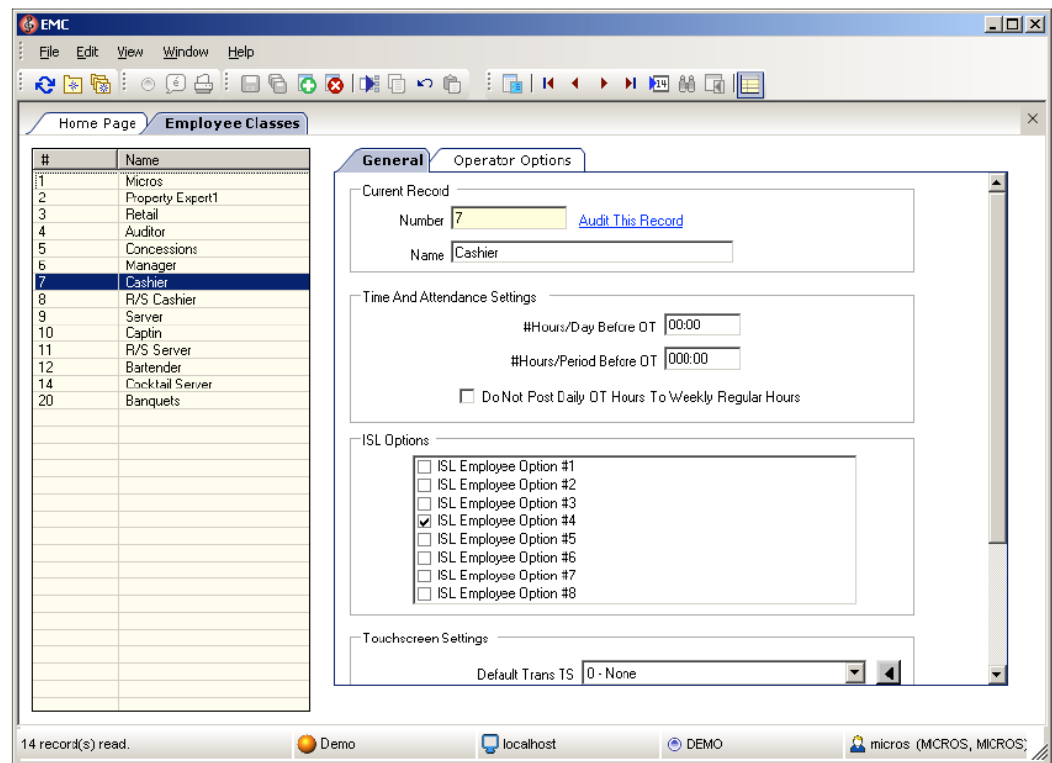 EMC
File Edit View Window Help
14
Home Page Employee Classes
# Name
1 Micros
2 Property Expert1
3 Retail
4 Auditor
5 Concessions
6 Manager
7 Cashier
8 R/S Cashier
9 Server
10 Captin
11 R/S Server
12 Bartender
14 Cocktail Server
20 Banquets
General Operator Options
Current Record
Number 7 Audit This Record
Name Cashier
Time And Attendance Settings
#Hours/Day Before OT 00:00
#Hours/Period Before OT 000:00
Do Not Post Daily OT Hours To Weekly Regular Hours
ISL Options
ISL Employee Option #1
ISL Employee Option #2
ISL Employee Option #3
ISL Employee Option #4
ISL Employee Option #5
ISL Employee Option #6
ISL Employee Option #7
ISL Employee Option #8
Touchscreen Settings
Default Trans TS 0 - None
14 record(s) read. Demo localhost DEMO micros (MCROS, MICROS)